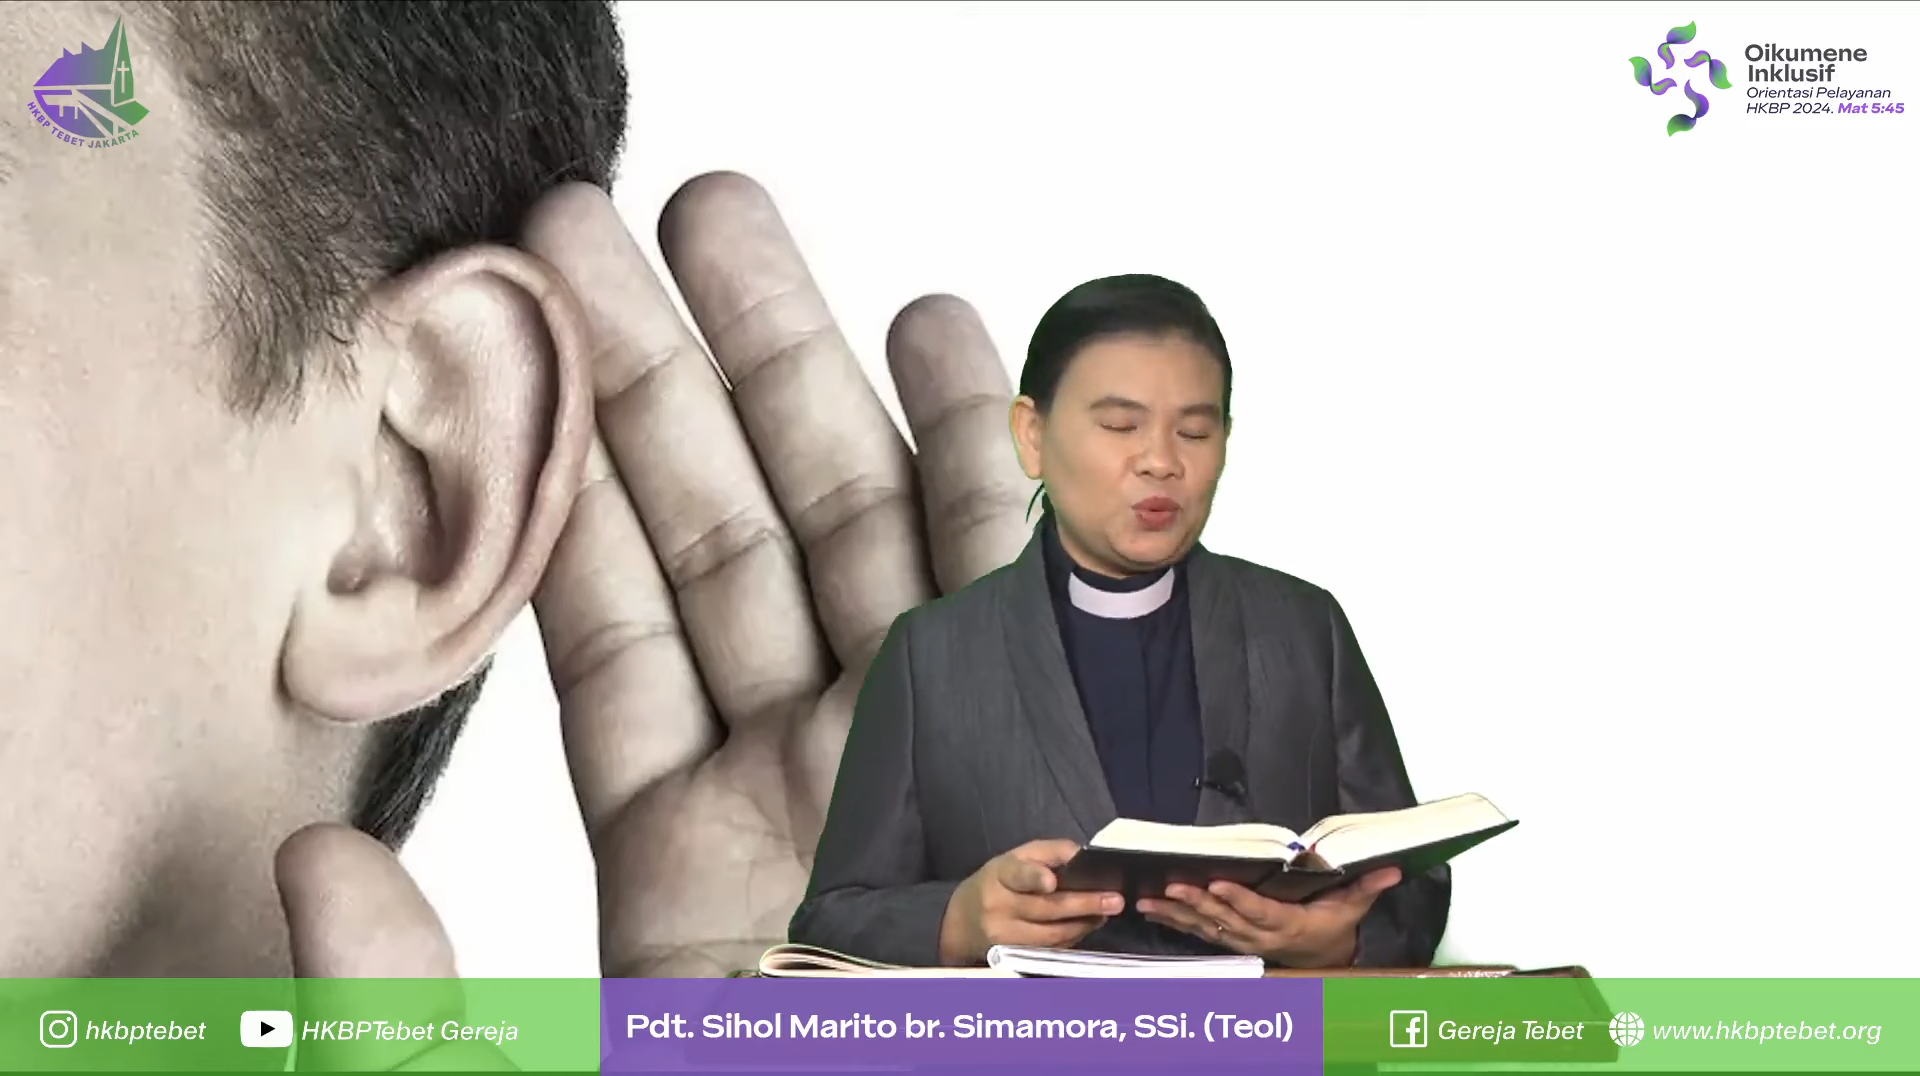 HKBP TEBET JAKARTA
Oikumene
Inklusif
Orientasi Pelayanan
HKBP 2024. Mat 5:45
hkbptebet
HKBPTebet Gereja
Pdt. Sihol Marito br. Simamora, SSi. (Teol)
Gereja Tebet
www.hkbptebet.org